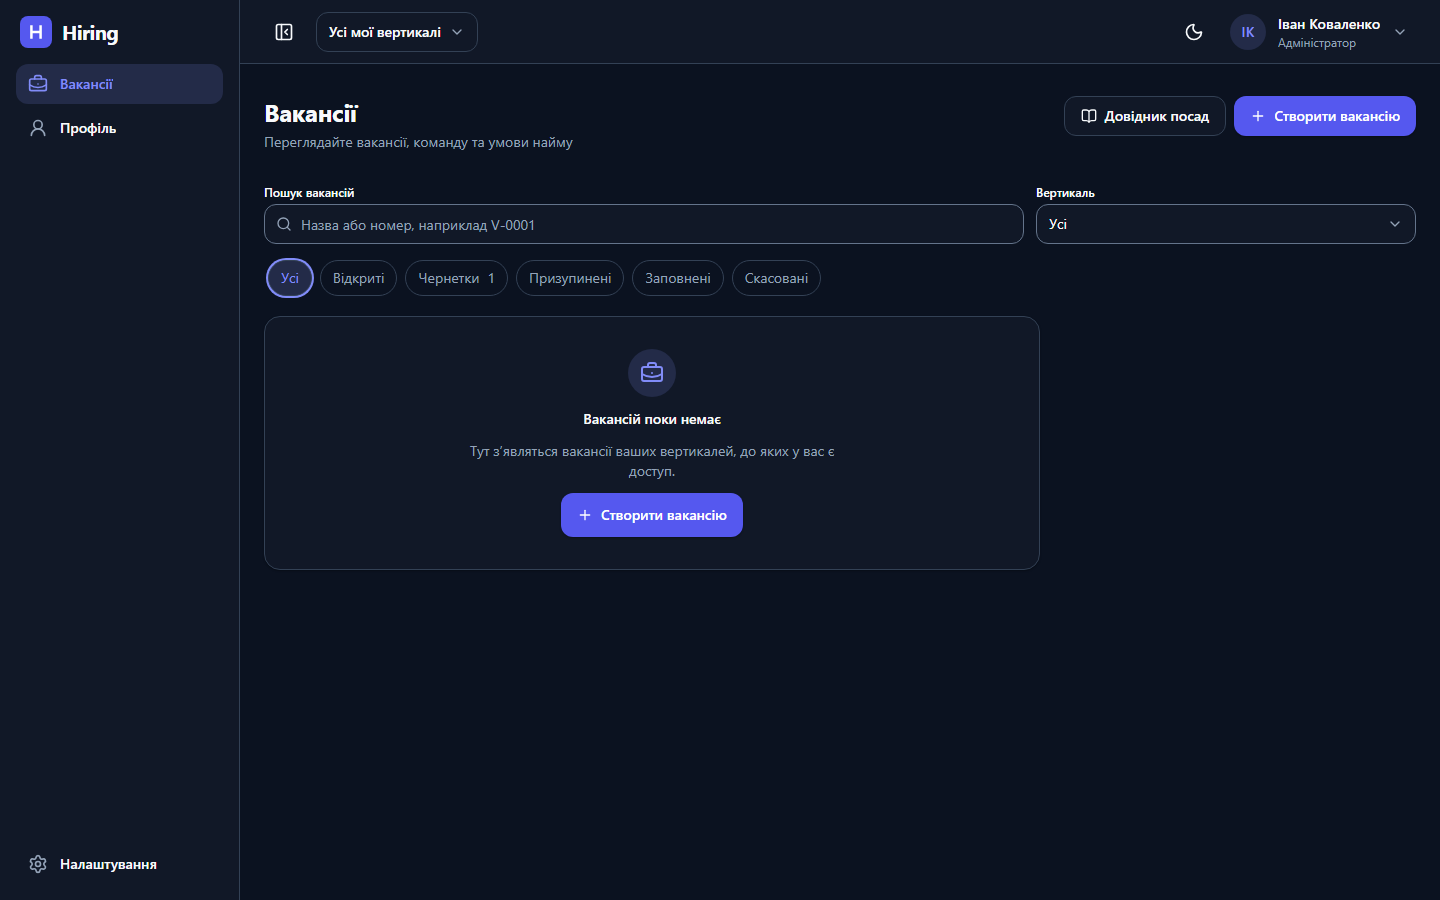 H Hiring
Усі мої вертикалі
ІК
Іван Коваленко
Адміністратор
Вакансії
Профіль
Налаштування
Вакансії
Переглядайте вакансії, команду та умови найму
Довідник посад
Створити вакансію
Пошук вакансій
Назва або номер, наприклад V-0001
Вертикаль
Усі
Усі
Відкриті
Чернетки 1
Призупинені
Заповнені
Скасовані
Вакансій поки немає
Тут з’являться вакансії ваших вертикалей, до яких у вас є
доступ.
Створити вакансію